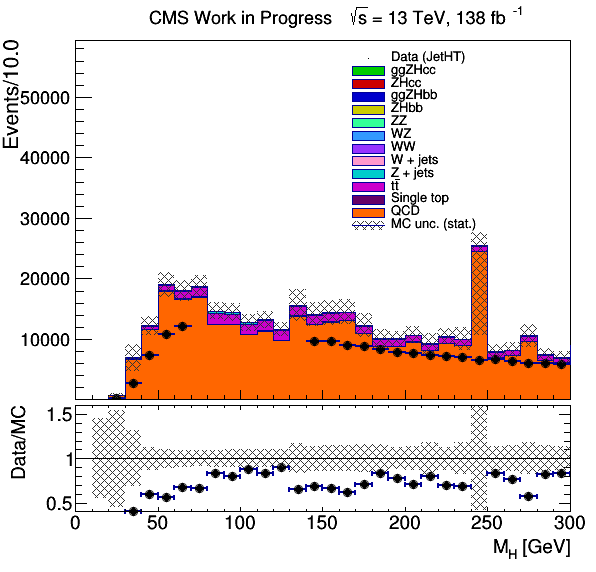 CMS Work in Progress √s = 13 TeV, 138 fb⁻¹
Events/10.0
50000
40000
30000
20000
10000
0
Data (JetHT)
ggZHcc
ZHcc
ggZHbb
ZHbb
ZZ
WZ
WW
W + jets
Z + jets
tt̄
Single top
QCD
MC unc. (stat.)
Data/MC
1.5
1
0.5
0 50 100 150 200 250 300
M_H [GeV]